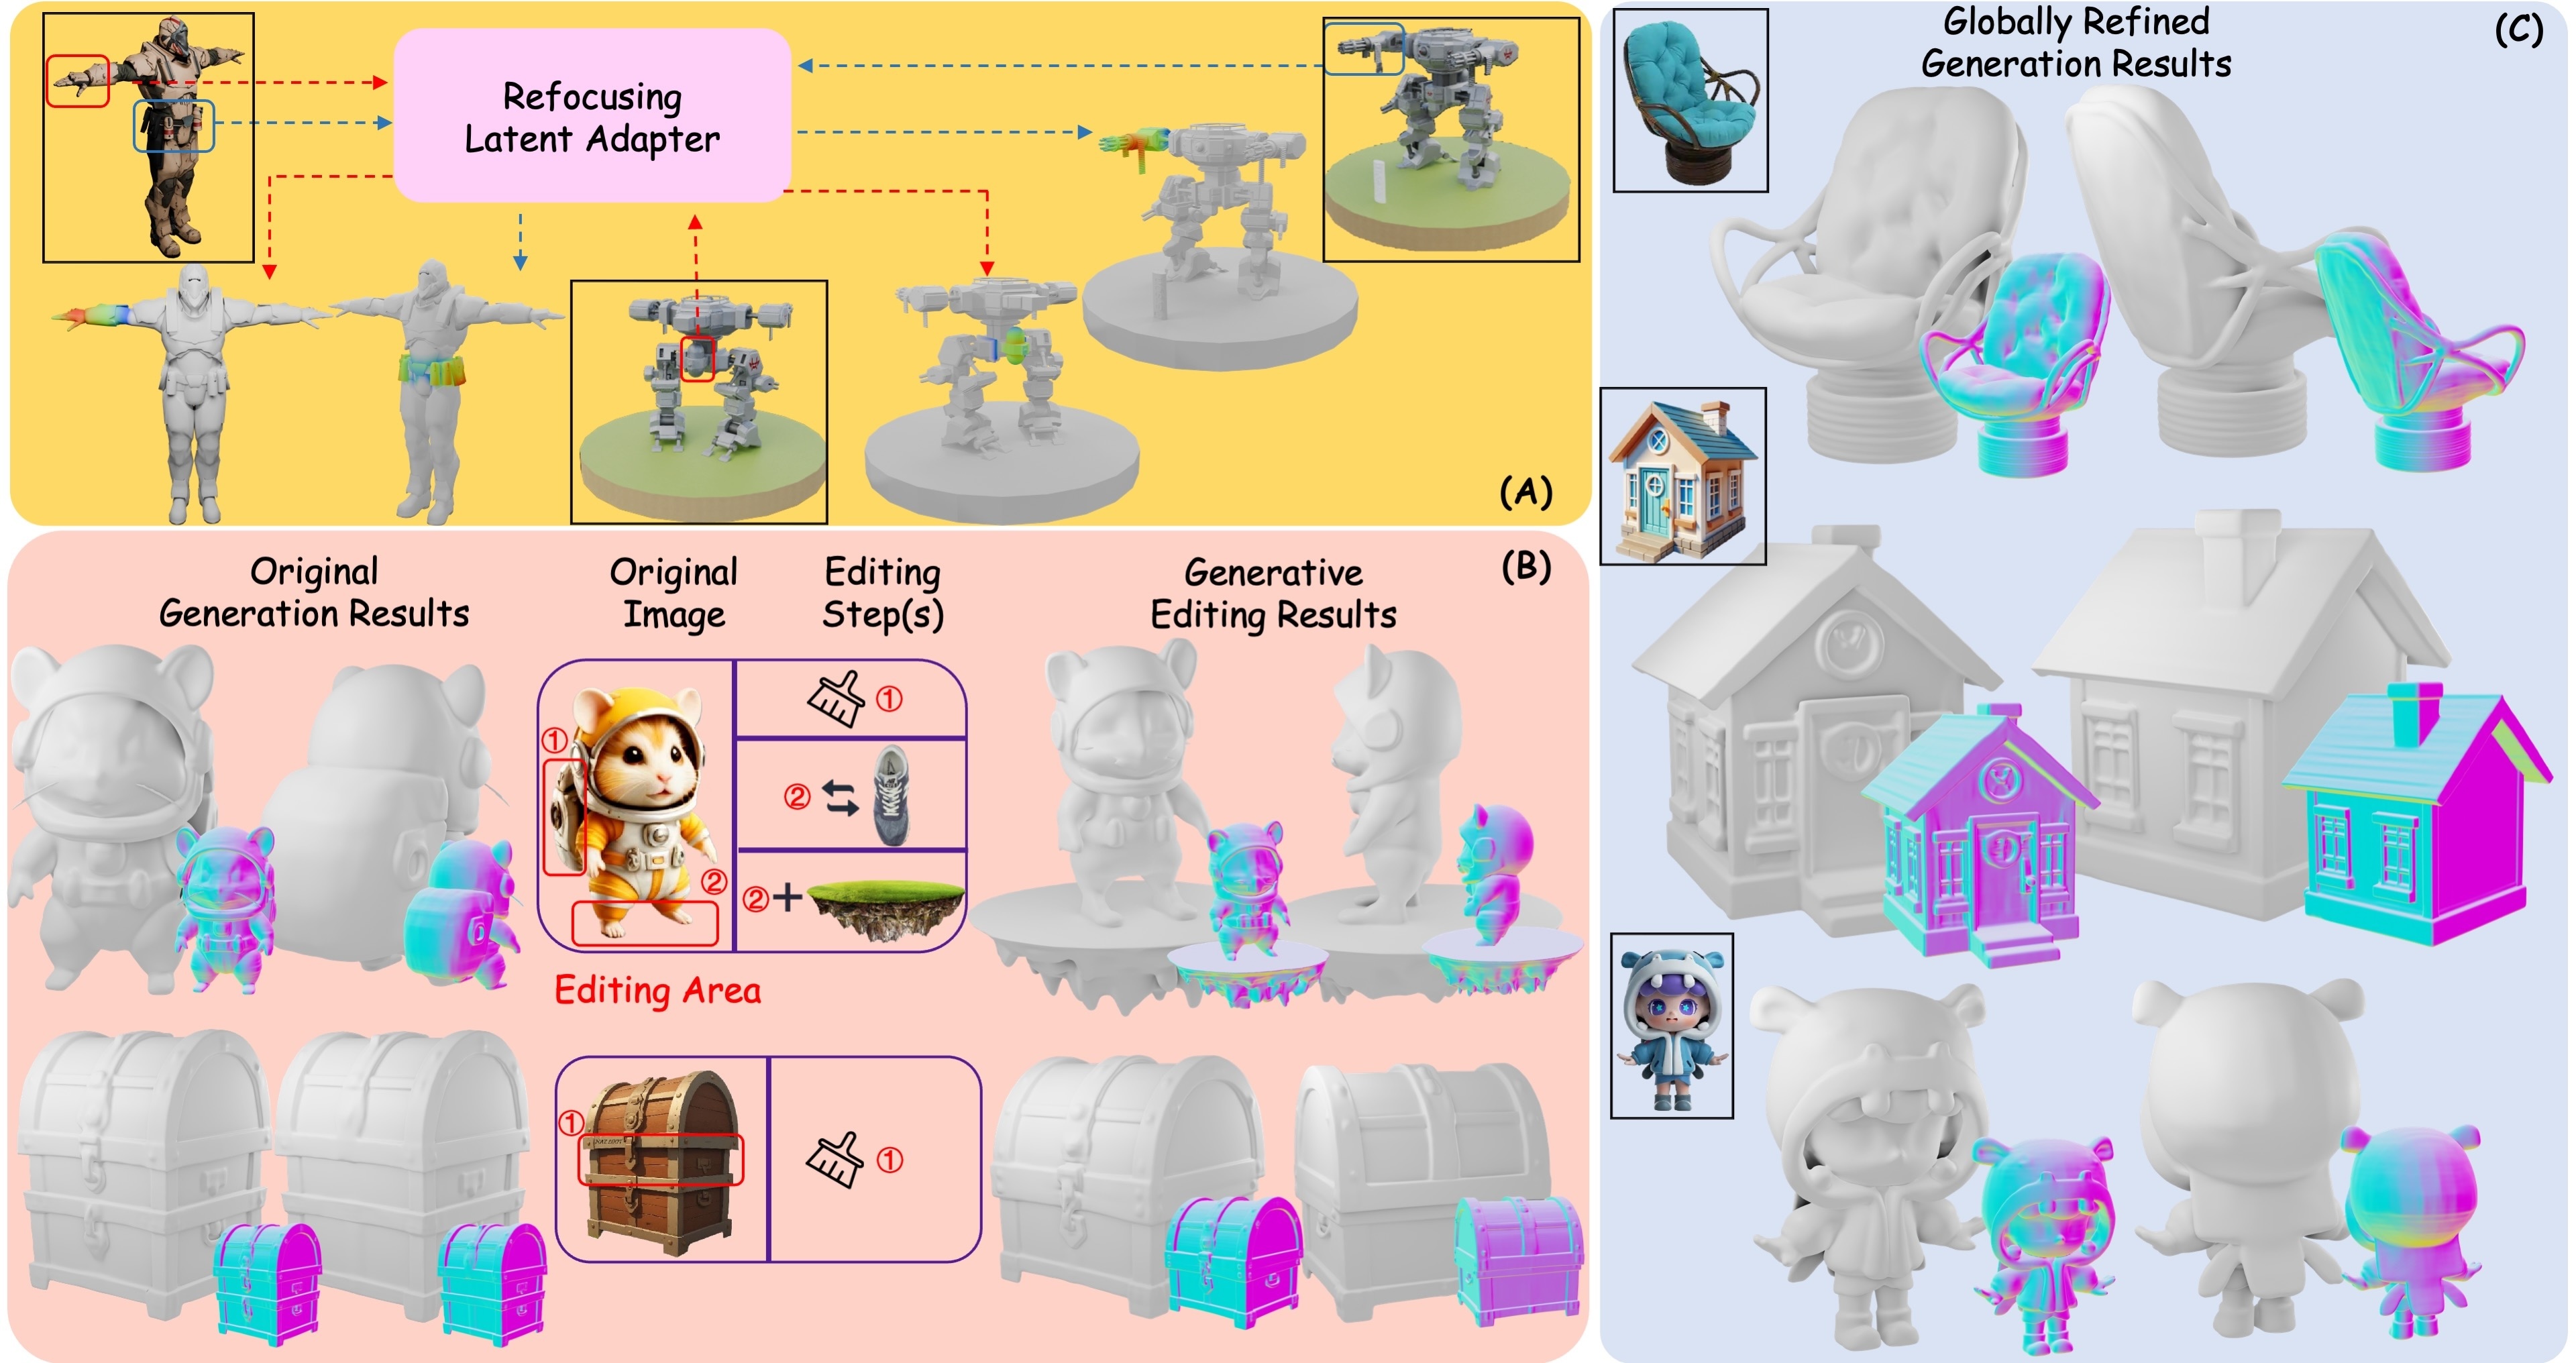 Refocusing
Latent Adapter
(A)
Original
Generation Results
Original
Image
Editing
Step(s)
Generative
Editing Results
(B)
①
①
②
②
②
Editing Area
①
①
Globally Refined
Generation Results
(C)